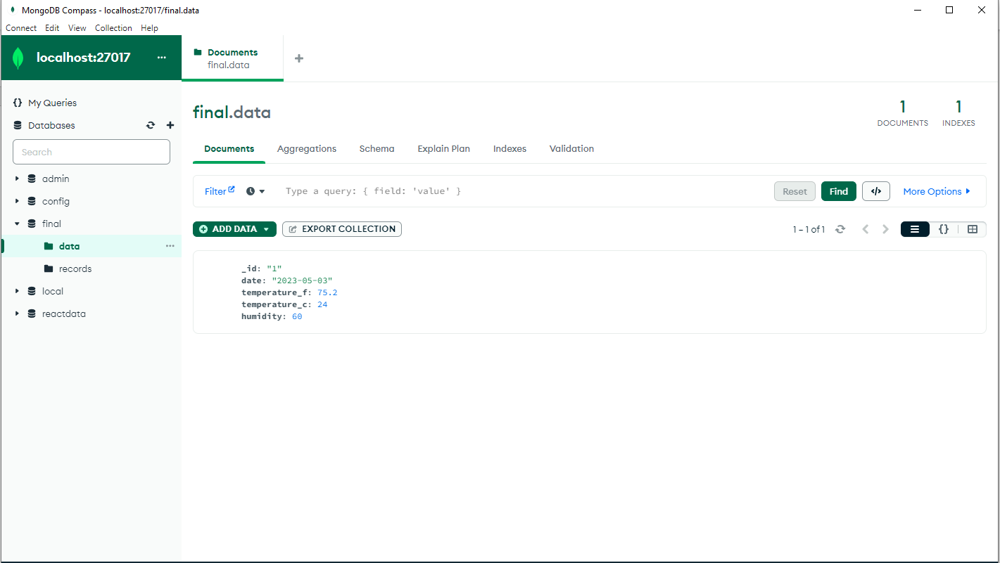 MongoDB Compass - localhost:27017/final.data
Connect Edit View Collection Help
localhost:27017 ...
Documents
final.data
My Queries
Databases
Search
admin
config
final
data ...
records
local
reactdata
final.data
1 DOCUMENTS
1 INDEXES
Documents Aggregations Schema Explain Plan Indexes Validation
Filter Type a query: { field: 'value' } Reset Find </> More Options
ADD DATA EXPORT COLLECTION 1 – 1 of 1 {}
_id: "1"
date: "2023-05-03"
temperature_f: 75.2
temperature_c: 24
humidity: 60